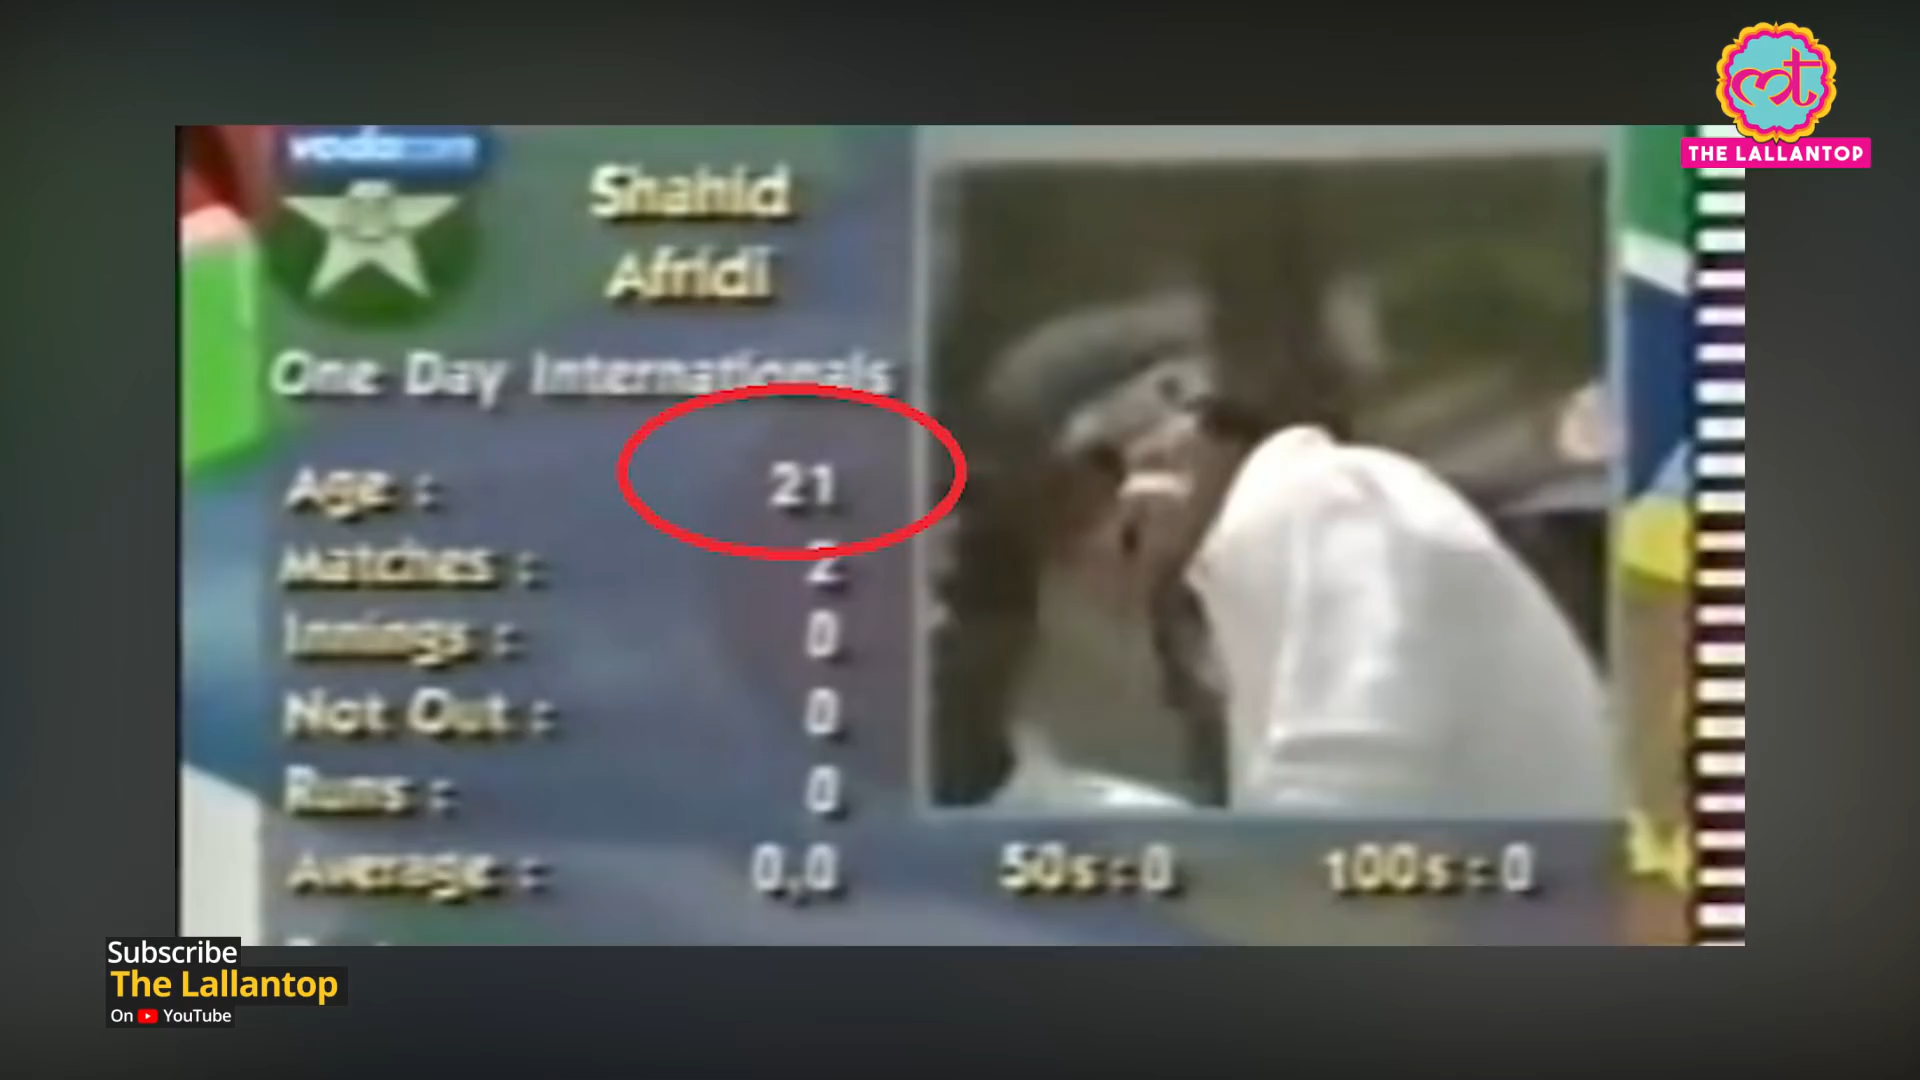 THE LALLANTOP
vodacom
Shahid
Afridi
One Day Internationals
Age : 21
Matches : 2
Innings : 0
Not Out : 0
Runs : 0
Average : 0,0 50s : 0 100s : 0
Subscribe
The Lallantop
On YouTube